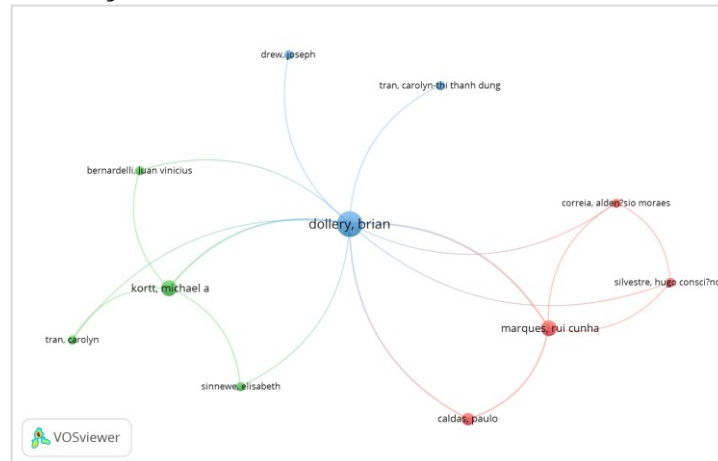 drew, joseph
tran, carolyn-thi thanh dung
bernardelli, luan vinicius
correia, alden?sio moraes
dollery, brian
silvestre, hugo consci?nc
kortt, michael a
marques, rui cunha
tran, carolyn
sinnewe, elisabeth
caldas, paulo
VOSviewer